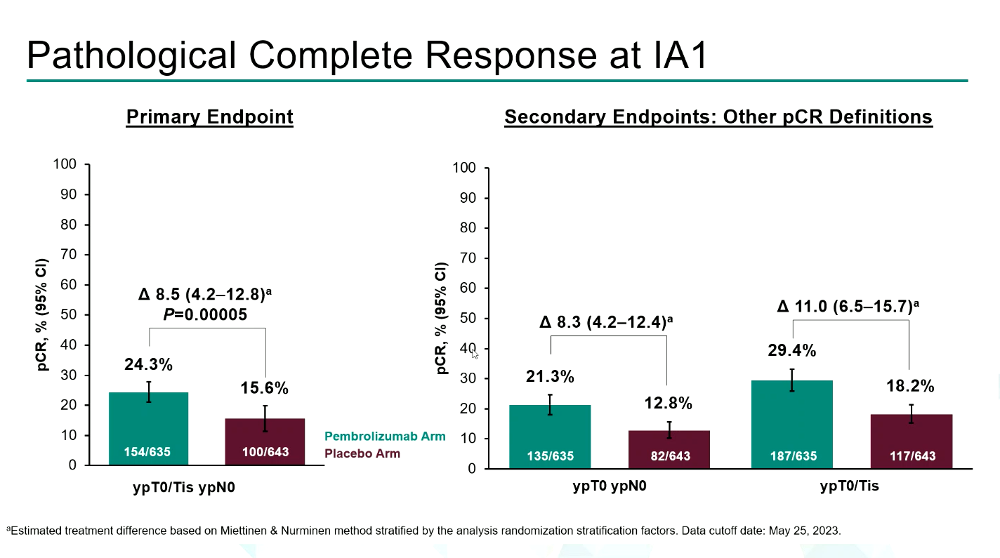 Pathological Complete Response at IA1
Primary Endpoint
100
90
80
70
60
50
40
30
20
10
0
pCR, % (95% CI)
Δ 8.5 (4.2–12.8)ª
P=0.00005
24.3%
15.6%
154/635
100/643
ypT0/Tis ypN0
Pembrolizumab Arm
Placebo Arm
Secondary Endpoints: Other pCR Definitions
100
90
80
70
60
50
40
30
20
10
0
pCR, % (95% CI)
Δ 8.3 (4.2–12.4)ª
21.3%
12.8%
135/635
82/643
ypT0 ypN0
Δ 11.0 (6.5–15.7)ª
29.4%
18.2%
187/635
117/643
ypT0/Tis
ªEstimated treatment difference based on Miettinen & Nurminen method stratified by the analysis randomization stratification factors. Data cutoff date: May 25, 2023.